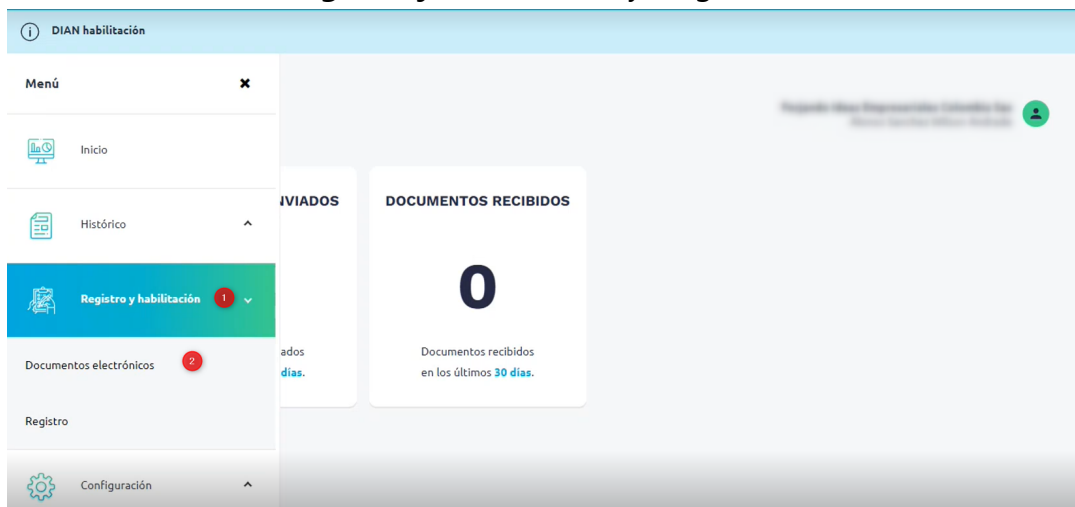 DIAN habilitación
Menú
Inicio
Histórico
Registro y habilitación 1
Documentos electrónicos 2
Registro
Configuración
NVIADOS
ados
días.
DOCUMENTOS RECIBIDOS
0
Documentos recibidos
en los últimos 30 días.